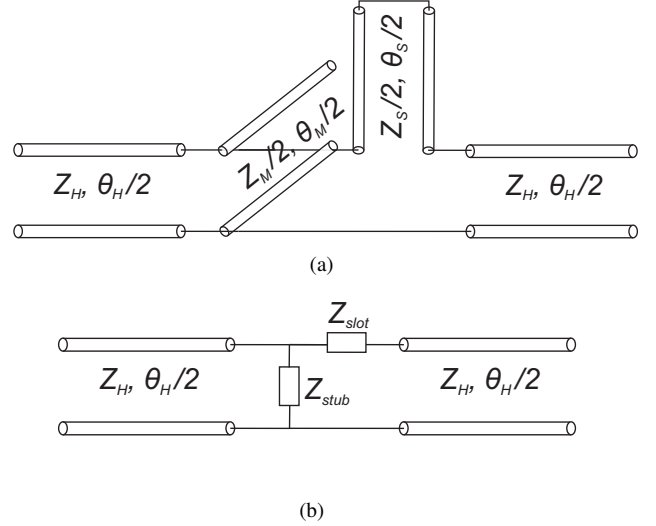 Z_S/2, θ_S/2
Z_M/2, θ_M/2
Z_H, θ_H/2
Z_H, θ_H/2
(a)
Z_slot
Z_H, θ_H/2
Z_H, θ_H/2
Z_stub
(b)